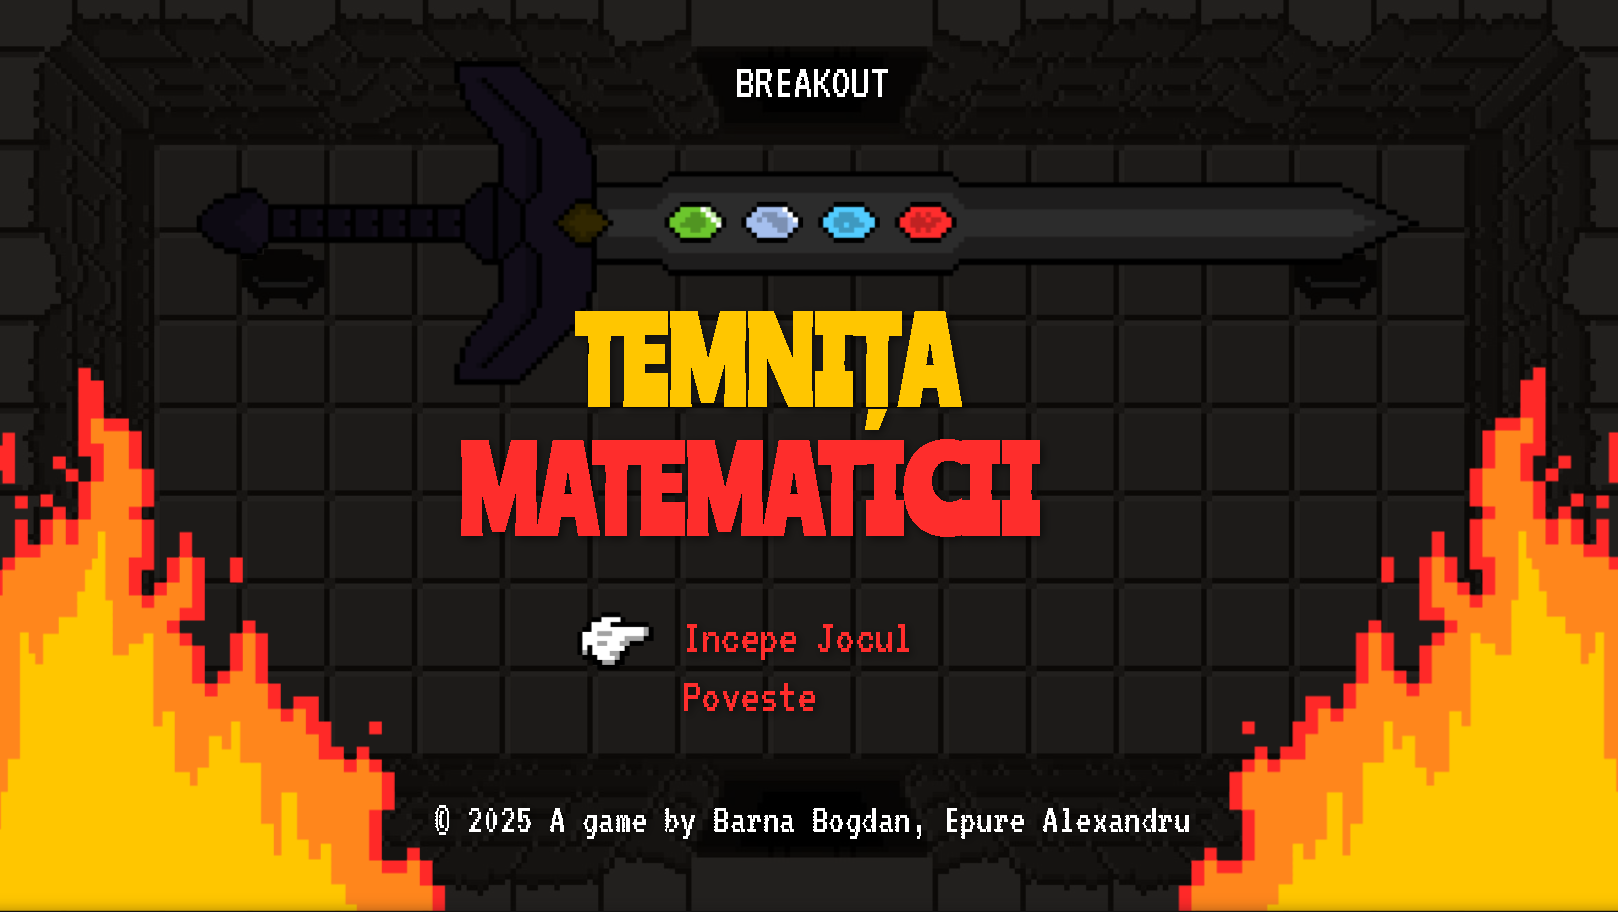 BREAKOUT
TEMNIȚA
MATEMATICII
Incepe Jocul
Poveste
© 2025 A game by Barna Bogdan, Epure Alexandru